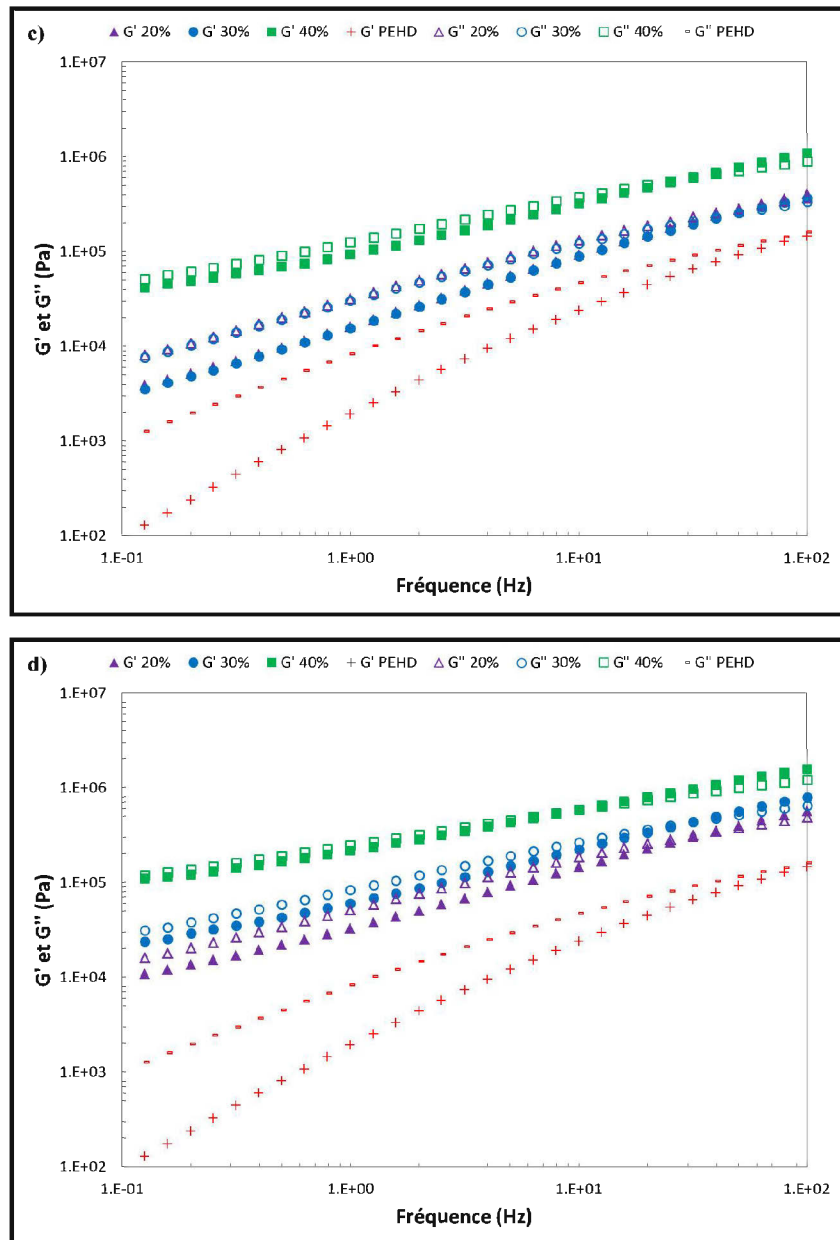 c)
G' 20% G' 30% G' 40% G' PEHD G'' 20% G'' 30% G'' 40% G'' PEHD
1.E+07
1.E+06
1.E+05
1.E+04
1.E+03
1.E+02
G' et G'' (Pa)
1.E-01 1.E+00 1.E+01 1.E+02
Fréquence (Hz)
d)
G' 20% G' 30% G' 40% G' PEHD G'' 20% G'' 30% G'' 40% G'' PEHD
1.E+07
1.E+06
1.E+05
1.E+04
1.E+03
1.E+02
G' et G'' (Pa)
1.E-01 1.E+00 1.E+01 1.E+02
Fréquence (Hz)